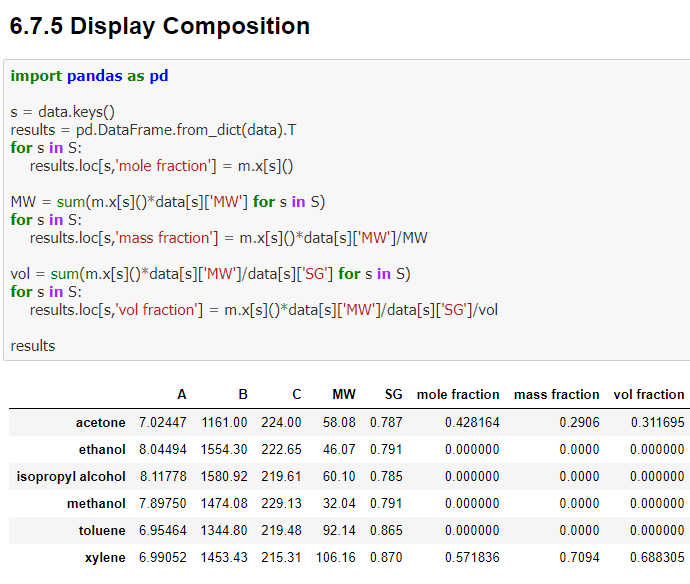 6.7.5 Display Composition
import pandas as pd
s = data.keys()
results = pd.DataFrame.from_dict(data).T
for s in S:
results.loc[s,'mole fraction'] = m.x[s]()
MW = sum(m.x[s]()*data[s]['MW'] for s in S)
for s in S:
results.loc[s,'mass fraction'] = m.x[s]()*data[s]['MW']/MW
vol = sum(m.x[s]()*data[s]['MW']/data[s]['SG'] for s in S)
for s in S:
results.loc[s,'vol fraction'] = m.x[s]()*data[s]['MW']/data[s]['SG']/vol
results
A B C MW SG mole fraction mass fraction vol fraction
acetone 7.02447 1161.00 224.00 58.08 0.787 0.428164 0.2906 0.311695
ethanol 8.04494 1554.30 222.65 46.07 0.791 0.000000 0.0000 0.000000
isopropyl alcohol 8.11778 1580.92 219.61 60.10 0.785 0.000000 0.0000 0.000000
methanol 7.89750 1474.08 229.13 32.04 0.791 0.000000 0.0000 0.000000
toluene 6.95464 1344.80 219.48 92.14 0.865 0.000000 0.0000 0.000000
xylene 6.99052 1453.43 215.31 106.16 0.870 0.571836 0.7094 0.688305